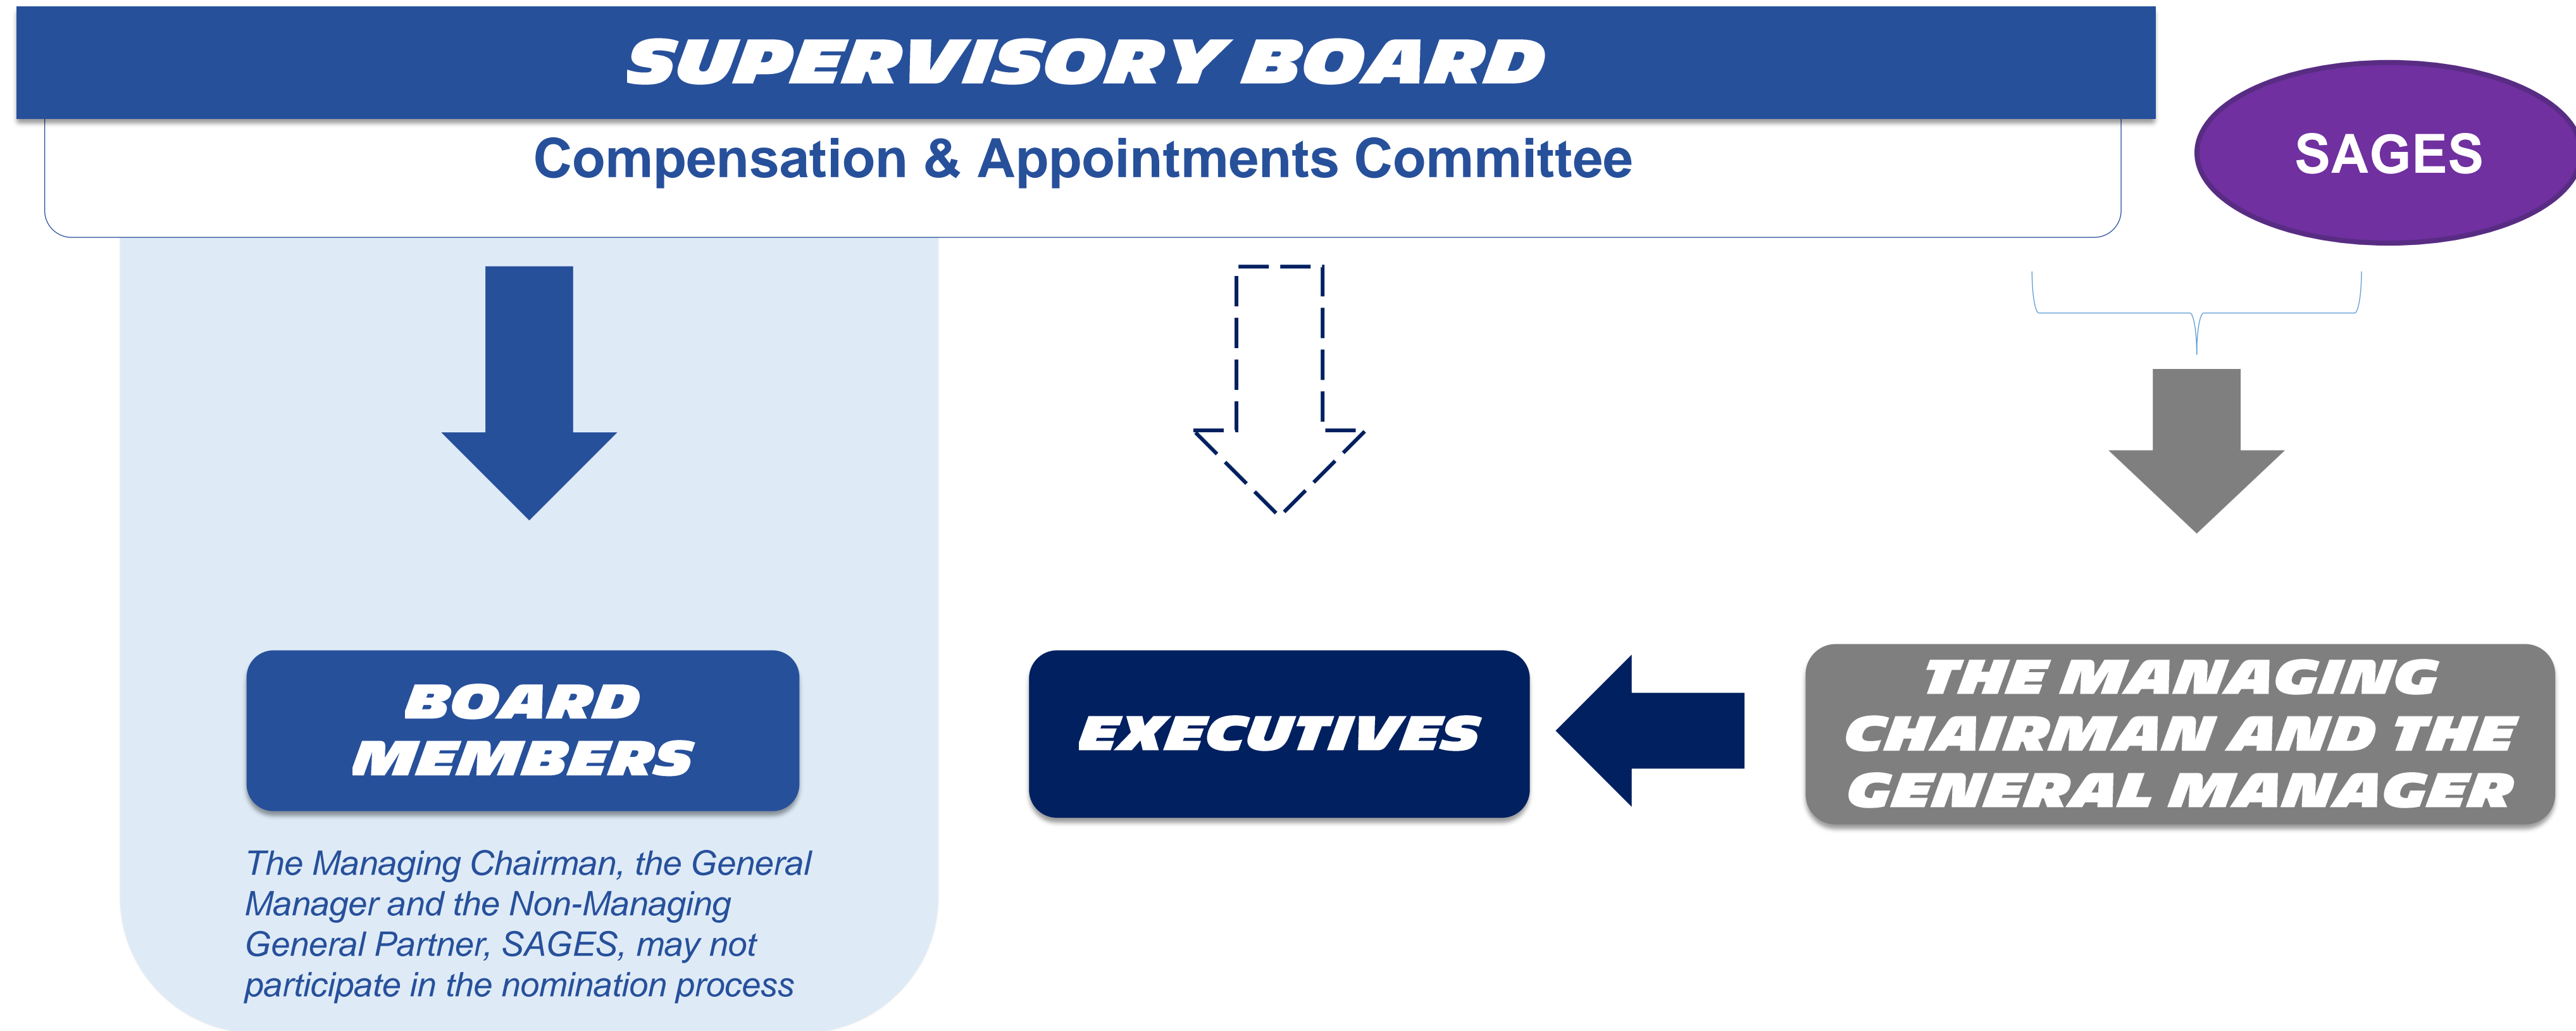 SUPERVISORY BOARD
Compensation & Appointments Committee
SAGES
BOARD
MEMBERS
The Managing Chairman, the General
Manager and the Non-Managing
General Partner, SAGES, may not
participate in the nomination process
EXECUTIVES
THE MANAGING
CHAIRMAN AND THE
GENERAL MANAGER